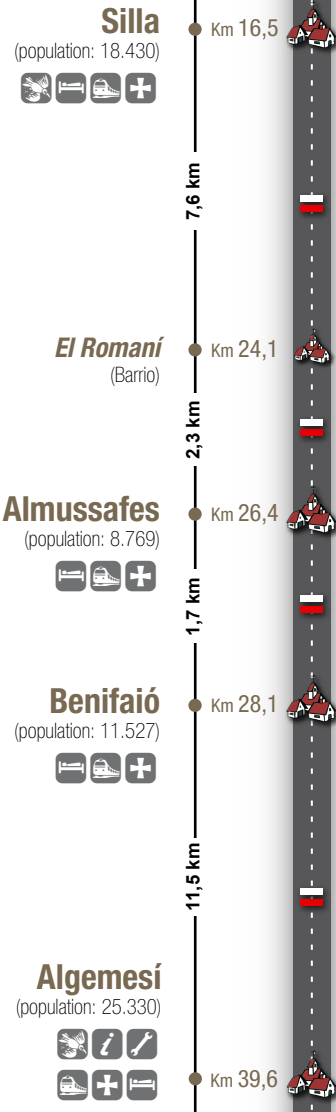 Silla
(population: 18.430)
Km 16,5
7,6 km
El Romaní
(Barrio)
Km 24,1
2,3 km
Almussafes
(population: 8.769)
Km 26,4
1,7 km
Benifaió
(population: 11.527)
Km 28,1
11,5 km
Algemesí
(population: 25.330)
i
Km 39,6